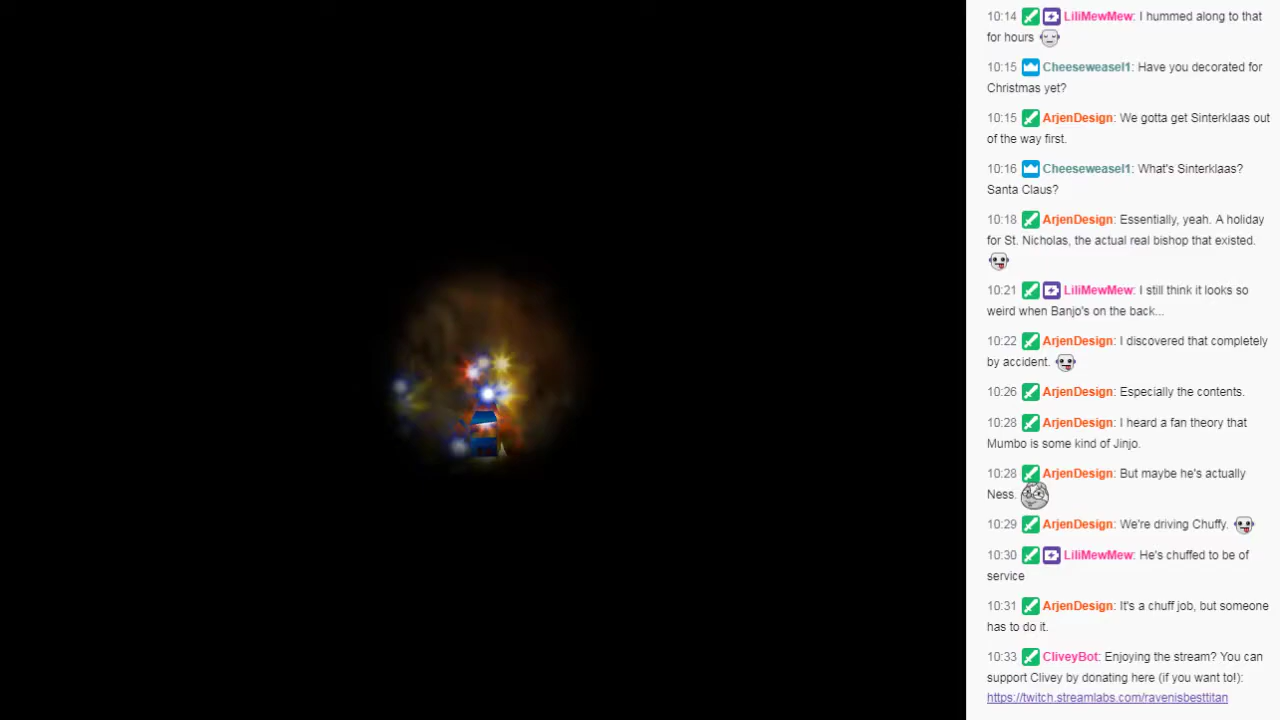 10:14 LiliMewMew: I hummed along to that
for hours
10:15 Cheeseweasel1: Have you decorated for
Christmas yet?
10:15 ArjenDesign: We gotta get Sinterklaas out
of the way first.
10:16 Cheeseweasel1: What's Sinterklaas?
Santa Claus?
10:18 ArjenDesign: Essentially, yeah. A holiday
for St. Nicholas, the actual real bishop that existed.
10:21 LiliMewMew: I still think it looks so
weird when Banjo's on the back...
10:22 ArjenDesign: I discovered that completely
by accident.
10:26 ArjenDesign: Especially the contents.
10:28 ArjenDesign: I heard a fan theory that
Mumbo is some kind of Jinjo.
10:28 ArjenDesign: But maybe he's actually
Ness.
10:29 ArjenDesign: We're driving Chuffy.
10:30 LiliMewMew: He's chuffed to be of
service
10:31 ArjenDesign: It's a chuff job, but someone
has to do it.
10:33 CliveyBot: Enjoying the stream? You can
support Clivey by donating here (if you want to!):
https://twitch.streamlabs.com/ravenisbesttitan